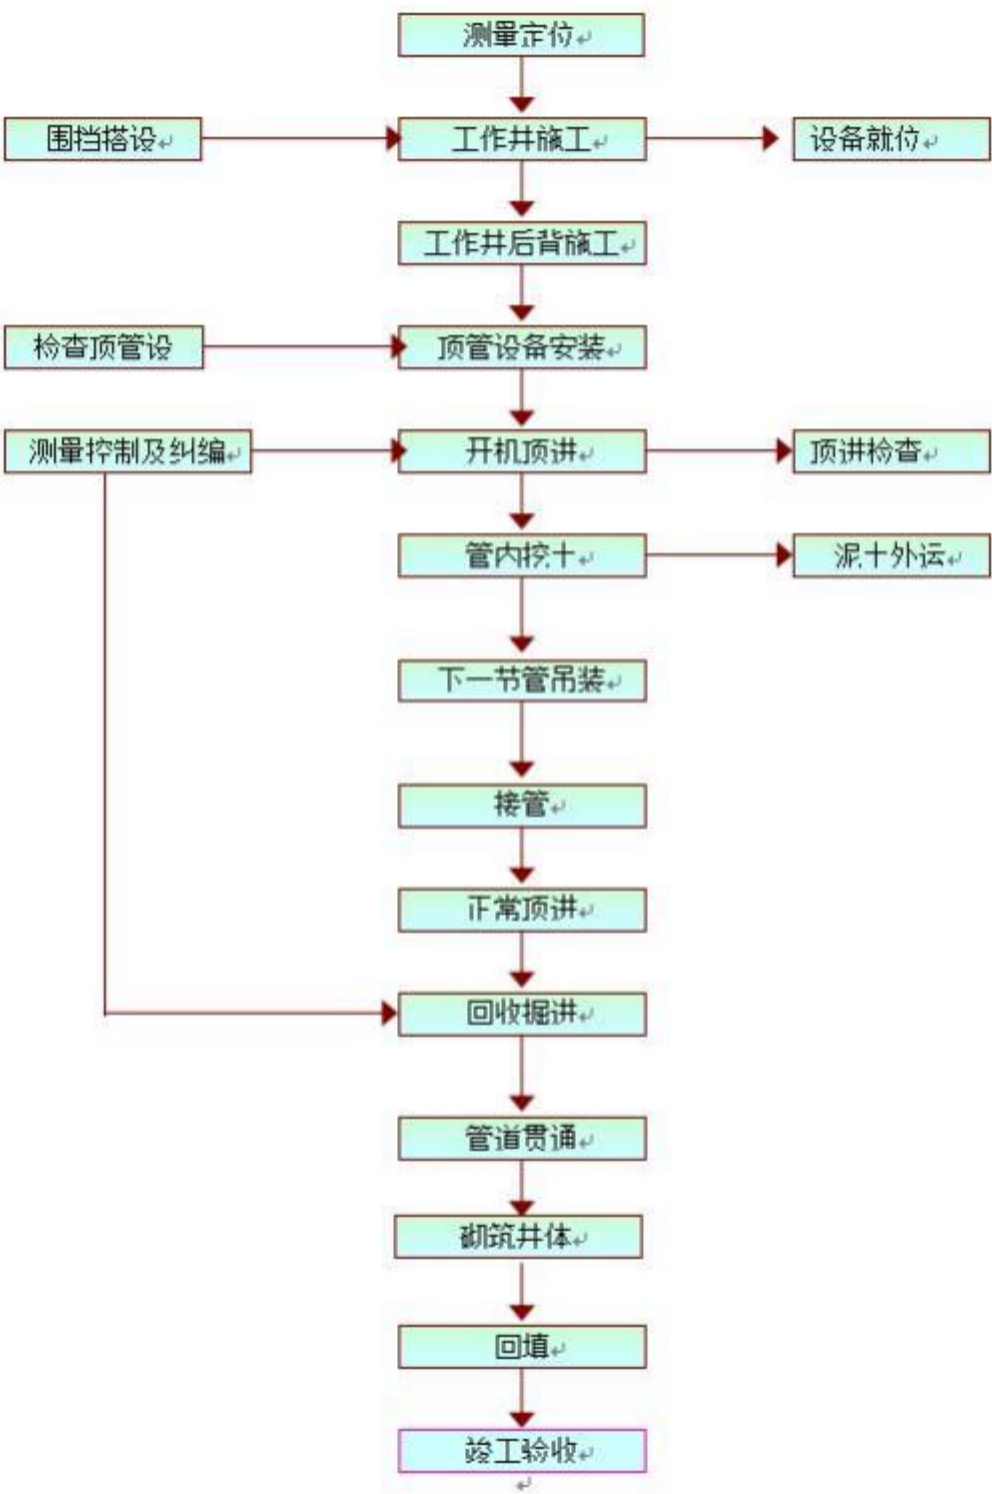 测量定位
围挡搭设
工作井施工
设备就位
工作井后背施工
检查顶管设
顶管设备安装
测量控制及纠编
开机顶进
顶进检查
管内挖土
泥土外运
下一节管吊装
接管
正常顶进
回收掘进
管道贯通
砌筑井体
回填
竣工验收